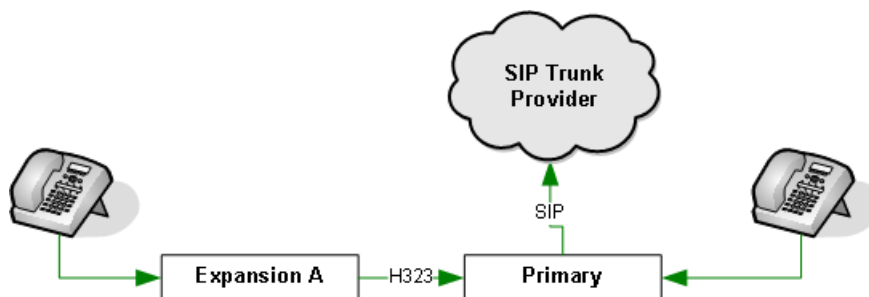 SIP Trunk
Provider
SIP
Expansion A
H323
Primary